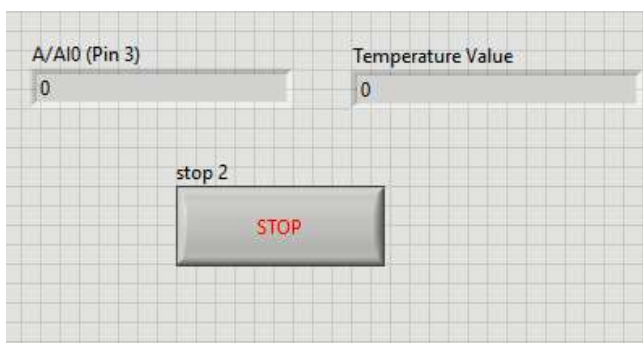 A/AI0 (Pin 3)
0
Temperature Value
0
stop 2
STOP